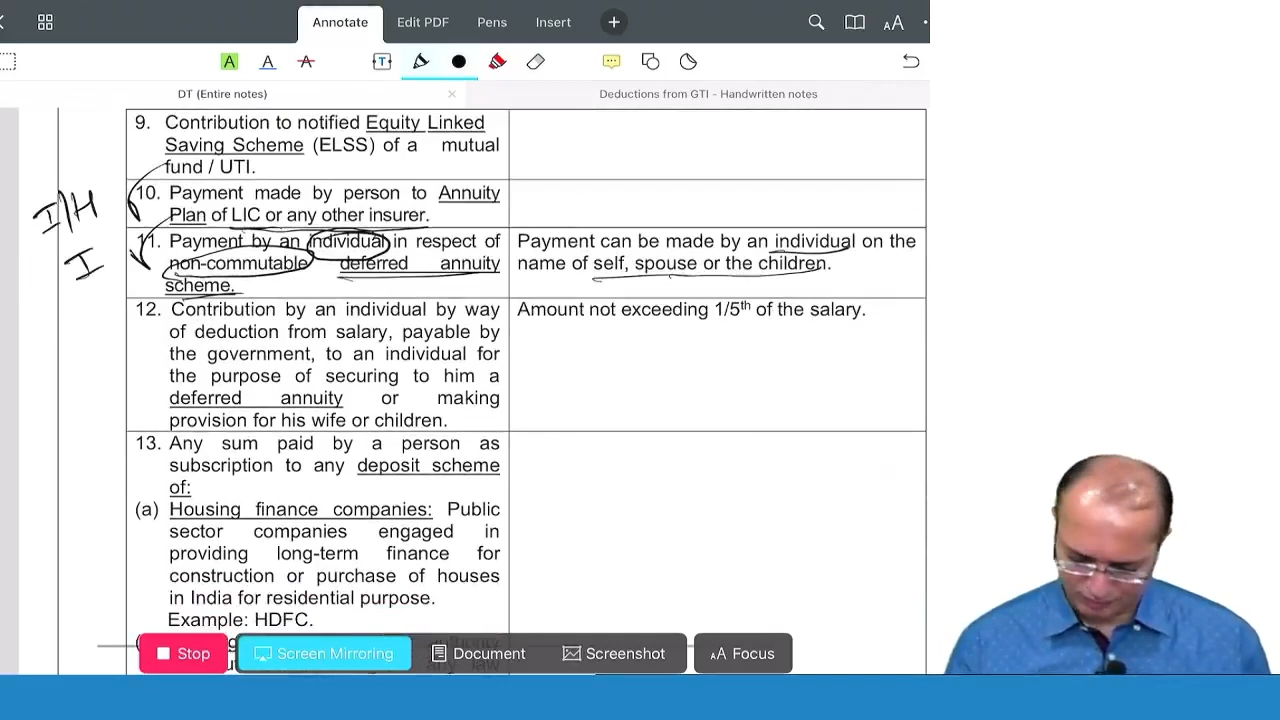 Annotate
Edit PDF
Pens
Insert
DT (Entire notes)
Deductions from GTI - Handwritten notes
9. Contribution to notified Equity Linked
Saving Scheme (ELSS) of a mutual
fund / UTI.
I/H
10. Payment made by person to Annuity
Plan of LIC or any other insurer.
I
11. Payment by an individual in respect of
non-commutable deferred annuity
scheme.
Payment can be made by an individual on the
name of self, spouse or the children.
12. Contribution by an individual by way
of deduction from salary, payable by
the government, to an individual for
the purpose of securing to him a
deferred annuity or making
provision for his wife or children.
Amount not exceeding 1/5th of the salary.
13. Any sum paid by a person as
subscription to any deposit scheme
of:
(a) Housing finance companies: Public
sector companies engaged in
providing long-term finance for
construction or purchase of houses
in India for residential purpose.
Example: HDFC.
Stop
Screen Mirroring
Document
Screenshot
AA Focus